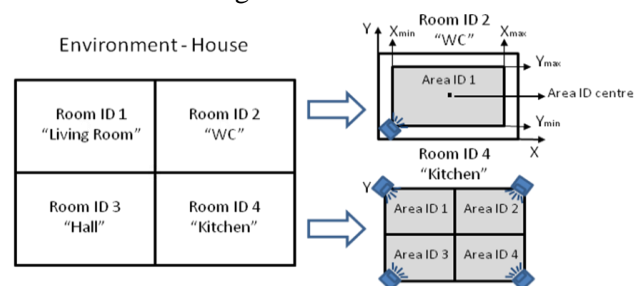 Environment - House
Room ID 1
"Living Room"
Room ID 2
"WC"
Room ID 3
"Hall"
Room ID 4
"Kitchen"
Room ID 2
"WC"
Y
Xmin
Xmax
Ymax
Area ID 1
Area ID centre
Ymin
X
Room ID 4
"Kitchen"
Y
Area ID 1
Area ID 2
Area ID 3
Area ID 4